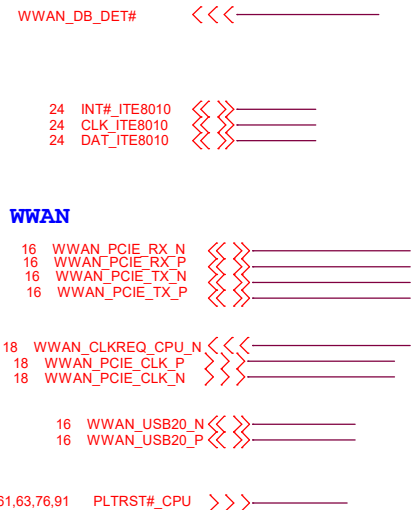 WWAN_DB_DET#
24 INT#_ITE8010
24 CLK_ITE8010
24 DAT_ITE8010
WWAN
16 WWAN_PCIE_RX_N
16 WWAN_PCIE_RX_P
16 WWAN_PCIE_TX_N
16 WWAN_PCIE_TX_P
18 WWAN_CLKREQ_CPU_N
18 WWAN_PCIE_CLK_P
18 WWAN_PCIE_CLK_N
16 WWAN_USB20_N
16 WWAN_USB20_P
61,63,76,91 PLTRST#_CPU